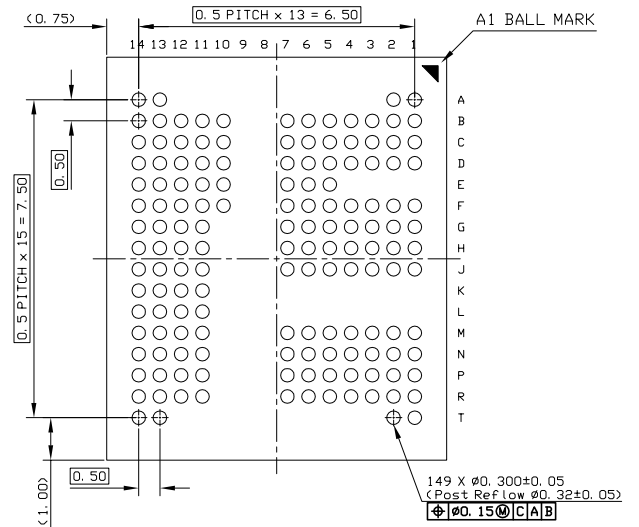 (0.75)
0.5 PITCH x 13 = 6.50
A1 BALL MARK
14 13 12 11 10 9 8 7 6 5 4 3 2 1
A
B
C
D
E
F
G
H
J
K
L
M
N
P
R
T
0.50
0.5 PITCH x 15 = 7.50
(1.00)
0.50
149 X ø0.300±0.05
(Post Reflow ø0.32±0.05)
⌖ ø0.15Ⓜ C A B